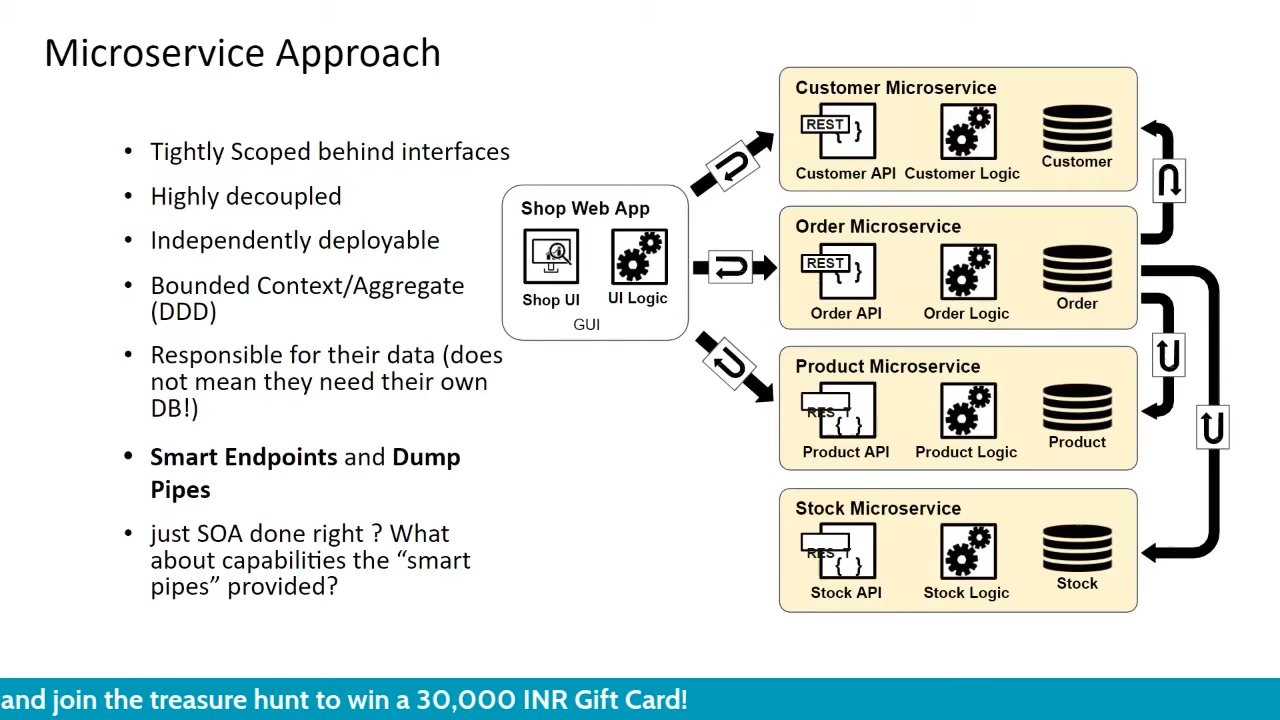 Microservice Approach
• Tightly Scoped behind interfaces
• Highly decoupled
• Independently deployable
• Bounded Context/Aggregate
(DDD)
• Responsible for their data (does
not mean they need their own
DB!)
• Smart Endpoints and Dump
Pipes
• just SOA done right ? What
about capabilities the “smart
pipes” provided?
Shop Web App
Shop UI
UI Logic
GUI
Customer Microservice
REST
}
Customer API
Customer Logic
Customer
Order Microservice
REST
}
Order API
Order Logic
Order
Product Microservice
REST
{ }
Product API
Product Logic
Product
Stock Microservice
REST
{ }
Stock API
Stock Logic
Stock
and join the treasure hunt to win a 30,000 INR Gift Card!